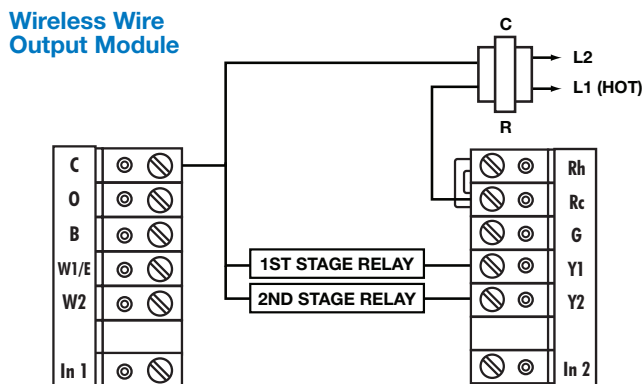 Wireless Wire
Output Module
C
L2
L1 (HOT)
R
C
O
B
W1/E
W2
In 1
1ST STAGE RELAY
2ND STAGE RELAY
Rh
Rc
G
Y1
Y2
In 2